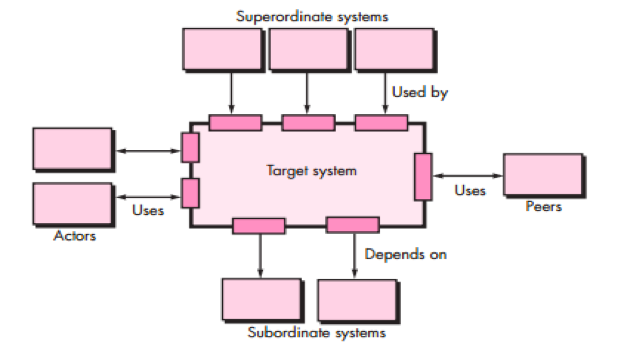 Superordinate systems
Used by
Target system
Uses
Actors
Uses
Peers
Depends on
Subordinate systems